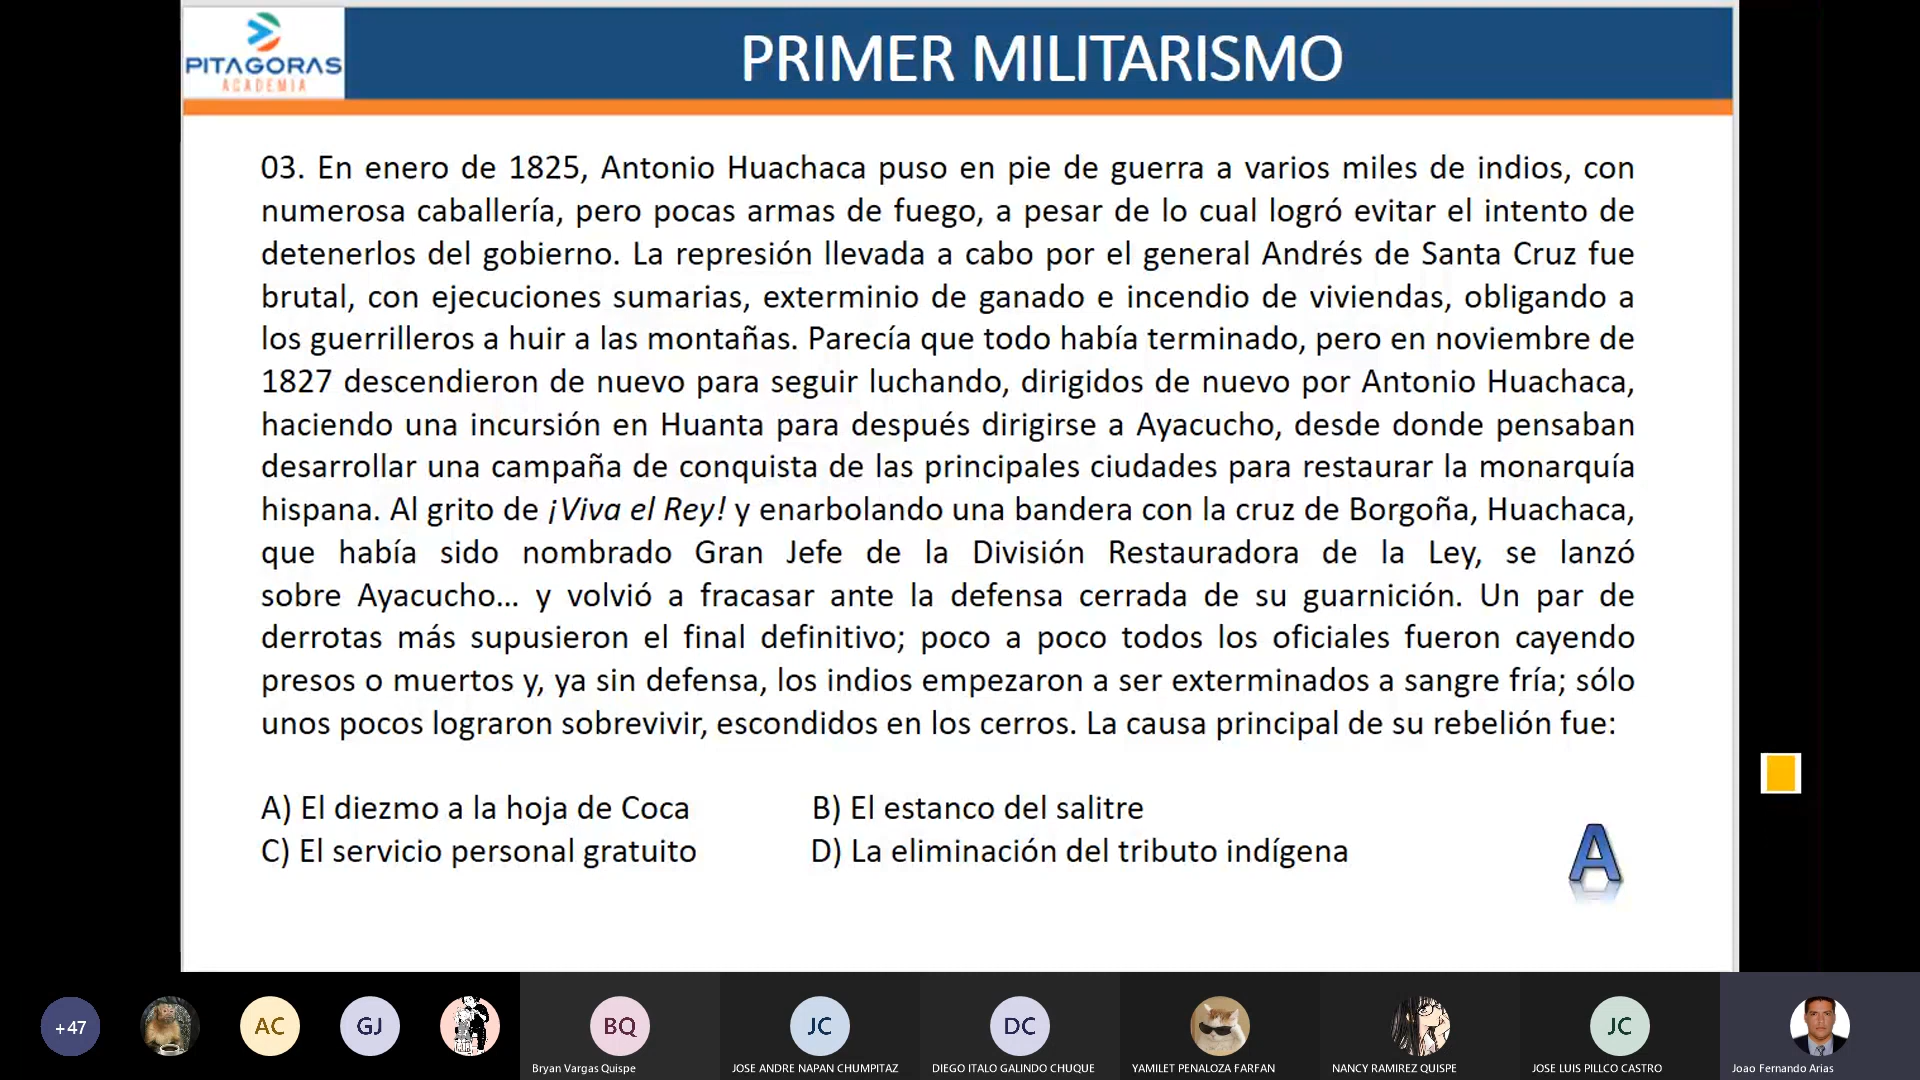 PITAGORAS
ACADEMIA
PRIMER MILITARISMO
03. En enero de 1825, Antonio Huachaca puso en pie de guerra a varios miles de indios, con
numerosa caballería, pero pocas armas de fuego, a pesar de lo cual logró evitar el intento de
detenerlos del gobierno. La represión llevada a cabo por el general Andrés de Santa Cruz fue
brutal, con ejecuciones sumarias, exterminio de ganado e incendio de viviendas, obligando a
los guerrilleros a huir a las montañas. Parecía que todo había terminado, pero en noviembre de
1827 descendieron de nuevo para seguir luchando, dirigidos de nuevo por Antonio Huachaca,
haciendo una incursión en Huanta para después dirigirse a Ayacucho, desde donde pensaban
desarrollar una campaña de conquista de las principales ciudades para restaurar la monarquía
hispana. Al grito de ¡Viva el Rey! y enarbolando una bandera con la cruz de Borgoña, Huachaca,
que había sido nombrado Gran Jefe de la División Restauradora de la Ley, se lanzó
sobre Ayacucho… y volvió a fracasar ante la defensa cerrada de su guarnición. Un par de
derrotas más supusieron el final definitivo; poco a poco todos los oficiales fueron cayendo
presos o muertos y, ya sin defensa, los indios empezaron a ser exterminados a sangre fría; sólo
unos pocos lograron sobrevivir, escondidos en los cerros. La causa principal de su rebelión fue:
A) El diezmo a la hoja de Coca B) El estanco del salitre
C) El servicio personal gratuito D) La eliminación del tributo indígena
A
+47 AC GJ BQ JC DC JC
Bryan Vargas Quispe JOSE ANDRE NAPAN CHUMPITAZ DIEGO ITALO GALINDO CHUQUE YAMILET PENALOZA FARFAN NANCY RAMIREZ QUISPE JOSE LUIS PILLCO CASTRO Joao Fernando Arias